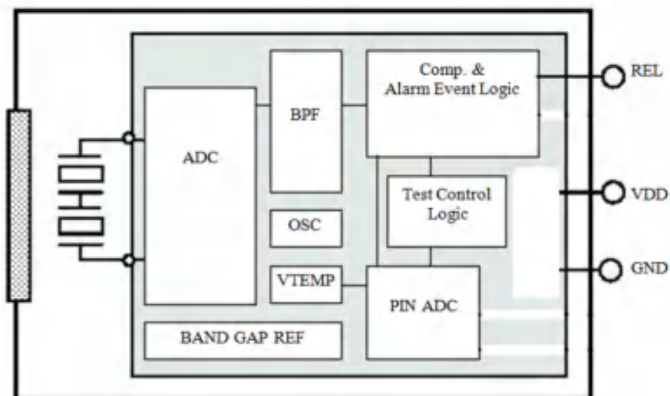 Comp. &
Alarm Event Logic
REL
BPF
ADC
Test Control
Logic
VDD
OSC
GND
VTEMP
PIN ADC
BAND GAP REF